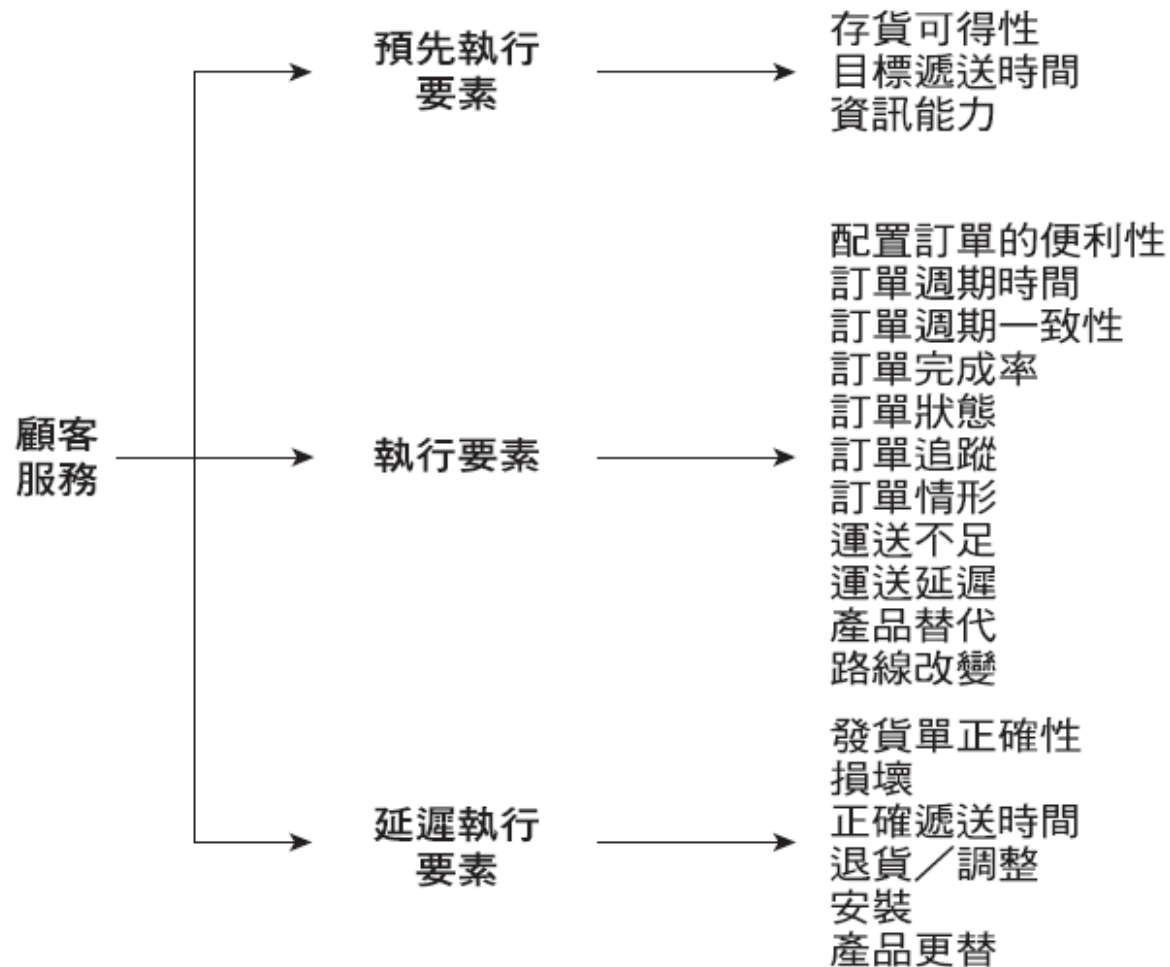 顧客
服務
預先執行
要素
存貨可得性
目標遞送時間
資訊能力
執行要素
配置訂單的便利性
訂單週期時間
訂單週期一致性
訂單完成率
訂單狀態
訂單追蹤
訂單情形
運送不足
運送延遲
產品替代
路線改變
延遲執行
要素
發貨單正確性
損壞
正確遞送時間
退貨／調整
安裝
產品更替